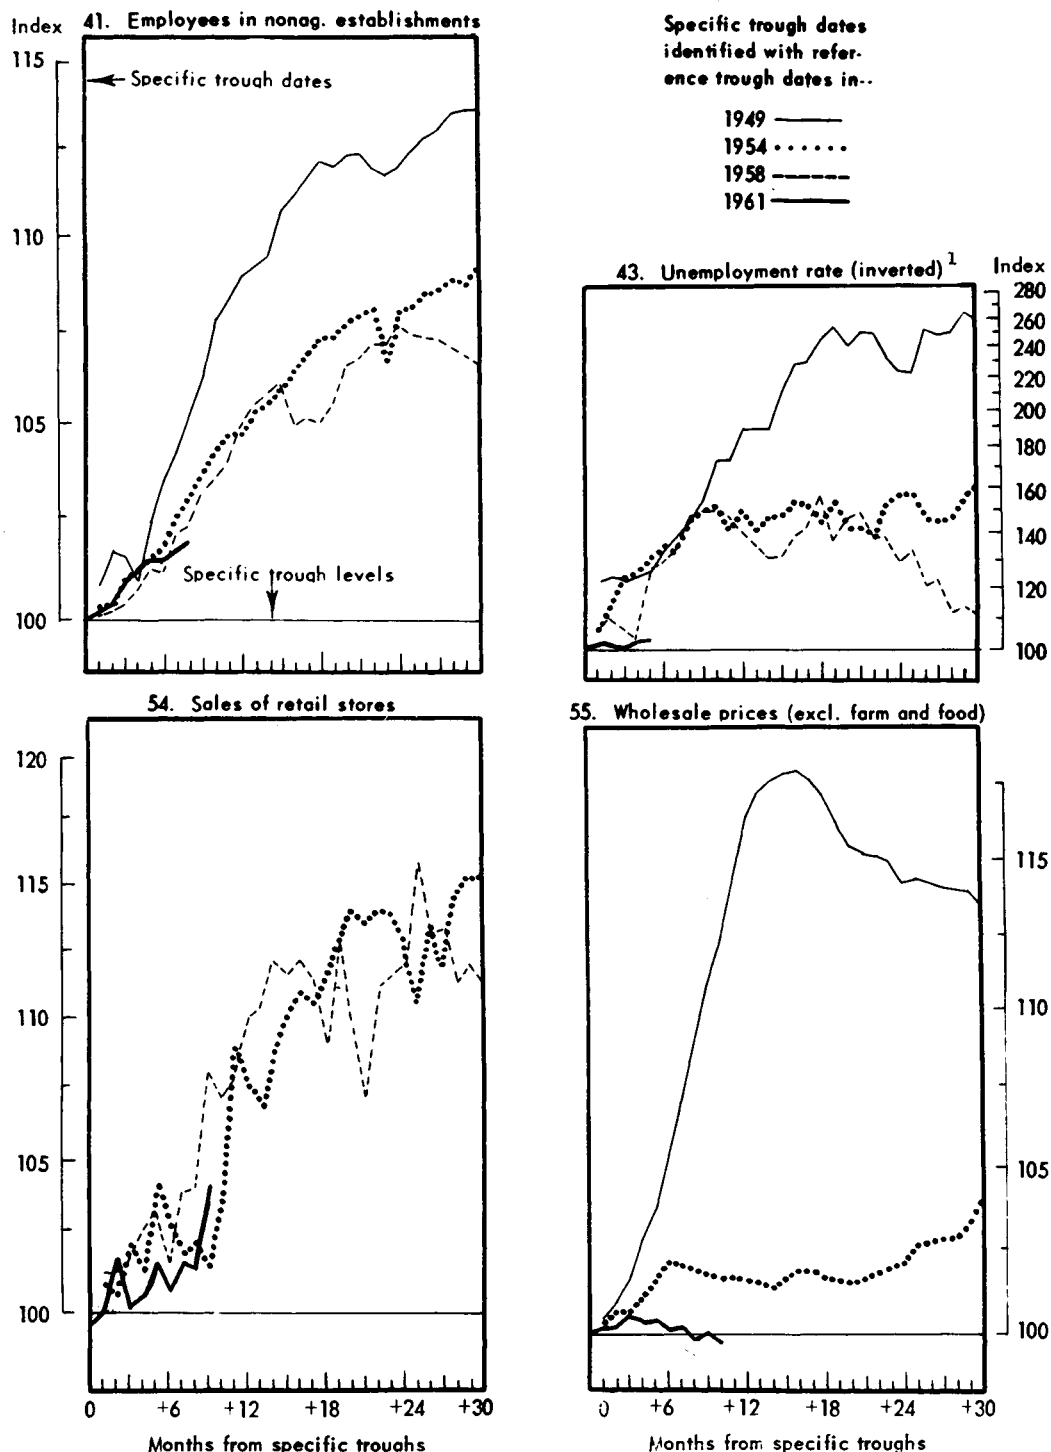 41. Employees in nonag. establishments
Index
115
Specific trough dates
110
105
Specific trough levels
100
Specific trough dates
identified with refer-
ence trough dates in--
1949
1954
1958
1961
43. Unemployment rate (inverted) 1
Index
280
260
240
220
200
180
160
140
120
100
54. Sales of retail stores
120
115
110
105
100
0 +6 +12 +18 +24 +30
Months from specific troughs
55. Wholesale prices (excl. farm and food)
115
110
105
100
0 +6 +12 +18 +24 +30
Months from specific troughs